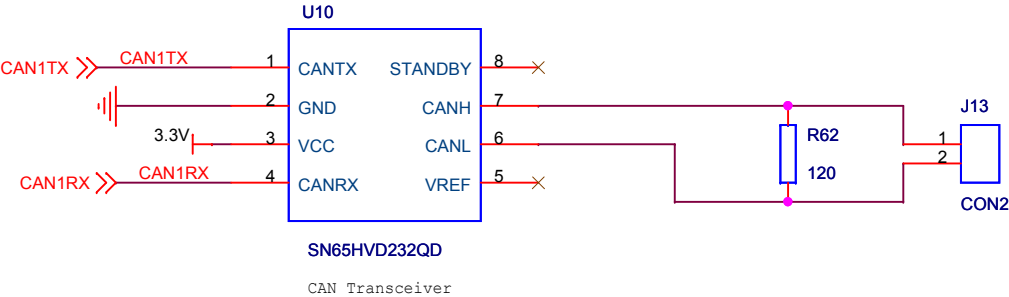 U10
CAN1TX
CAN1TX
1
CANTX
STANDBY
8
2
GND
CANH
7
J13
3.3V
3
VCC
CANL
6
R62
1
2
CAN1RX
CAN1RX
4
CANRX
VREF
5
120
CON2
SN65HVD232QD
CAN Transceiver